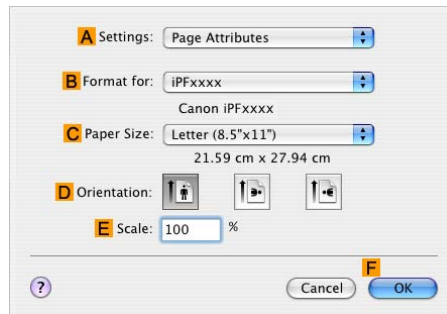 A Settings: Page Attributes
B Format for: iPFxxxx
Canon iPFxxxx
C Paper Size: Letter (8.5"x11")
21.59 cm x 27.94 cm
D Orientation:
E Scale: 100 %
F
? Cancel OK